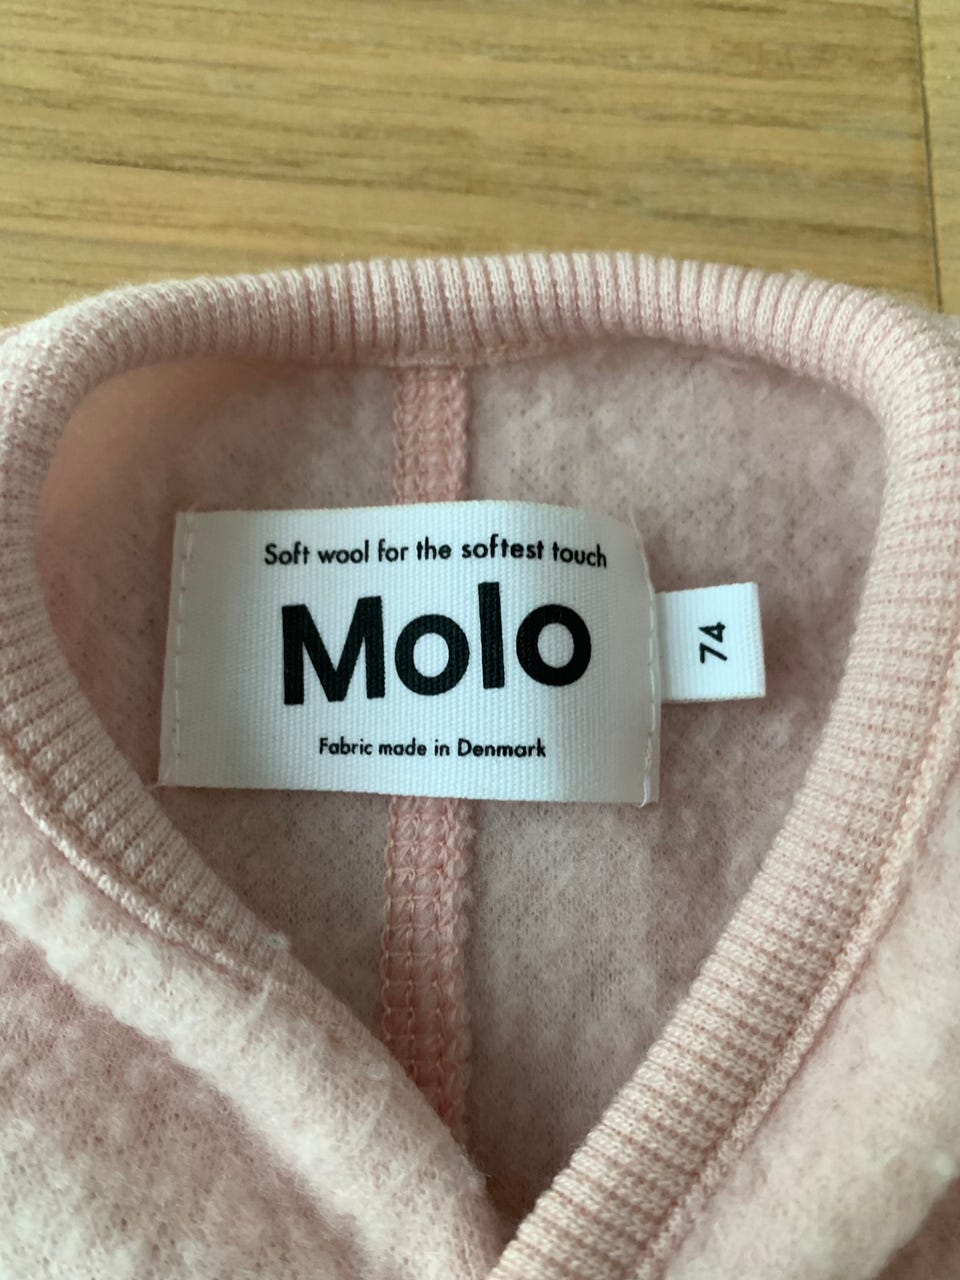 Soft wool for the softest touch
Molo
Fabric made in Denmark
74